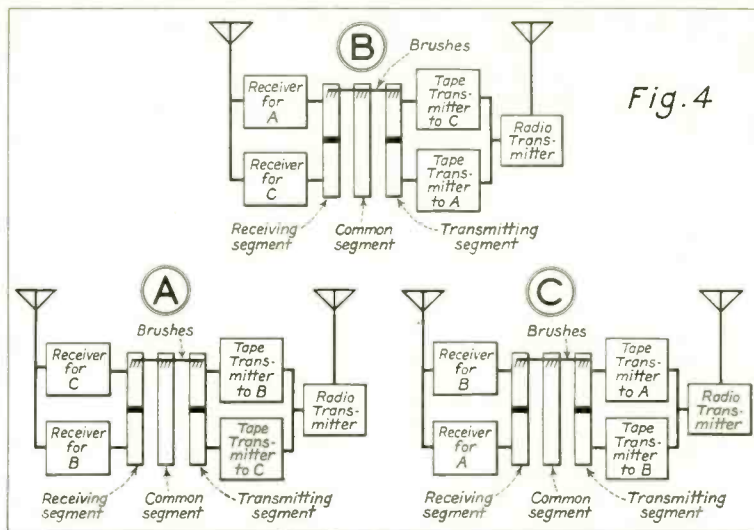 B
Brushes
Fig. 4
Receiver
for
A
Receiver
for
C
Tape
Trans-
mitter
to C
Tape
Trans-
mitter
to A
Radio
Trans-
mitter
Receiving
segment
Common
segment
Transmitting
segment
A
Brushes
Receiver
for
C
Receiver
for
B
Tape
Trans-
mitter
to B
Tape
Trans-
mitter
to C
Radio
Trans-
mitter
Receiving
segment
Common
segment
Transmitting
segment
C
Brushes
Receiver
for
B
Receiver
for
A
Tape
Trans-
mitter
to A
Tape
Trans-
mitter
to B
Radio
Trans-
mitter
Receiving
segment
Common
segment
Transmitting
segment